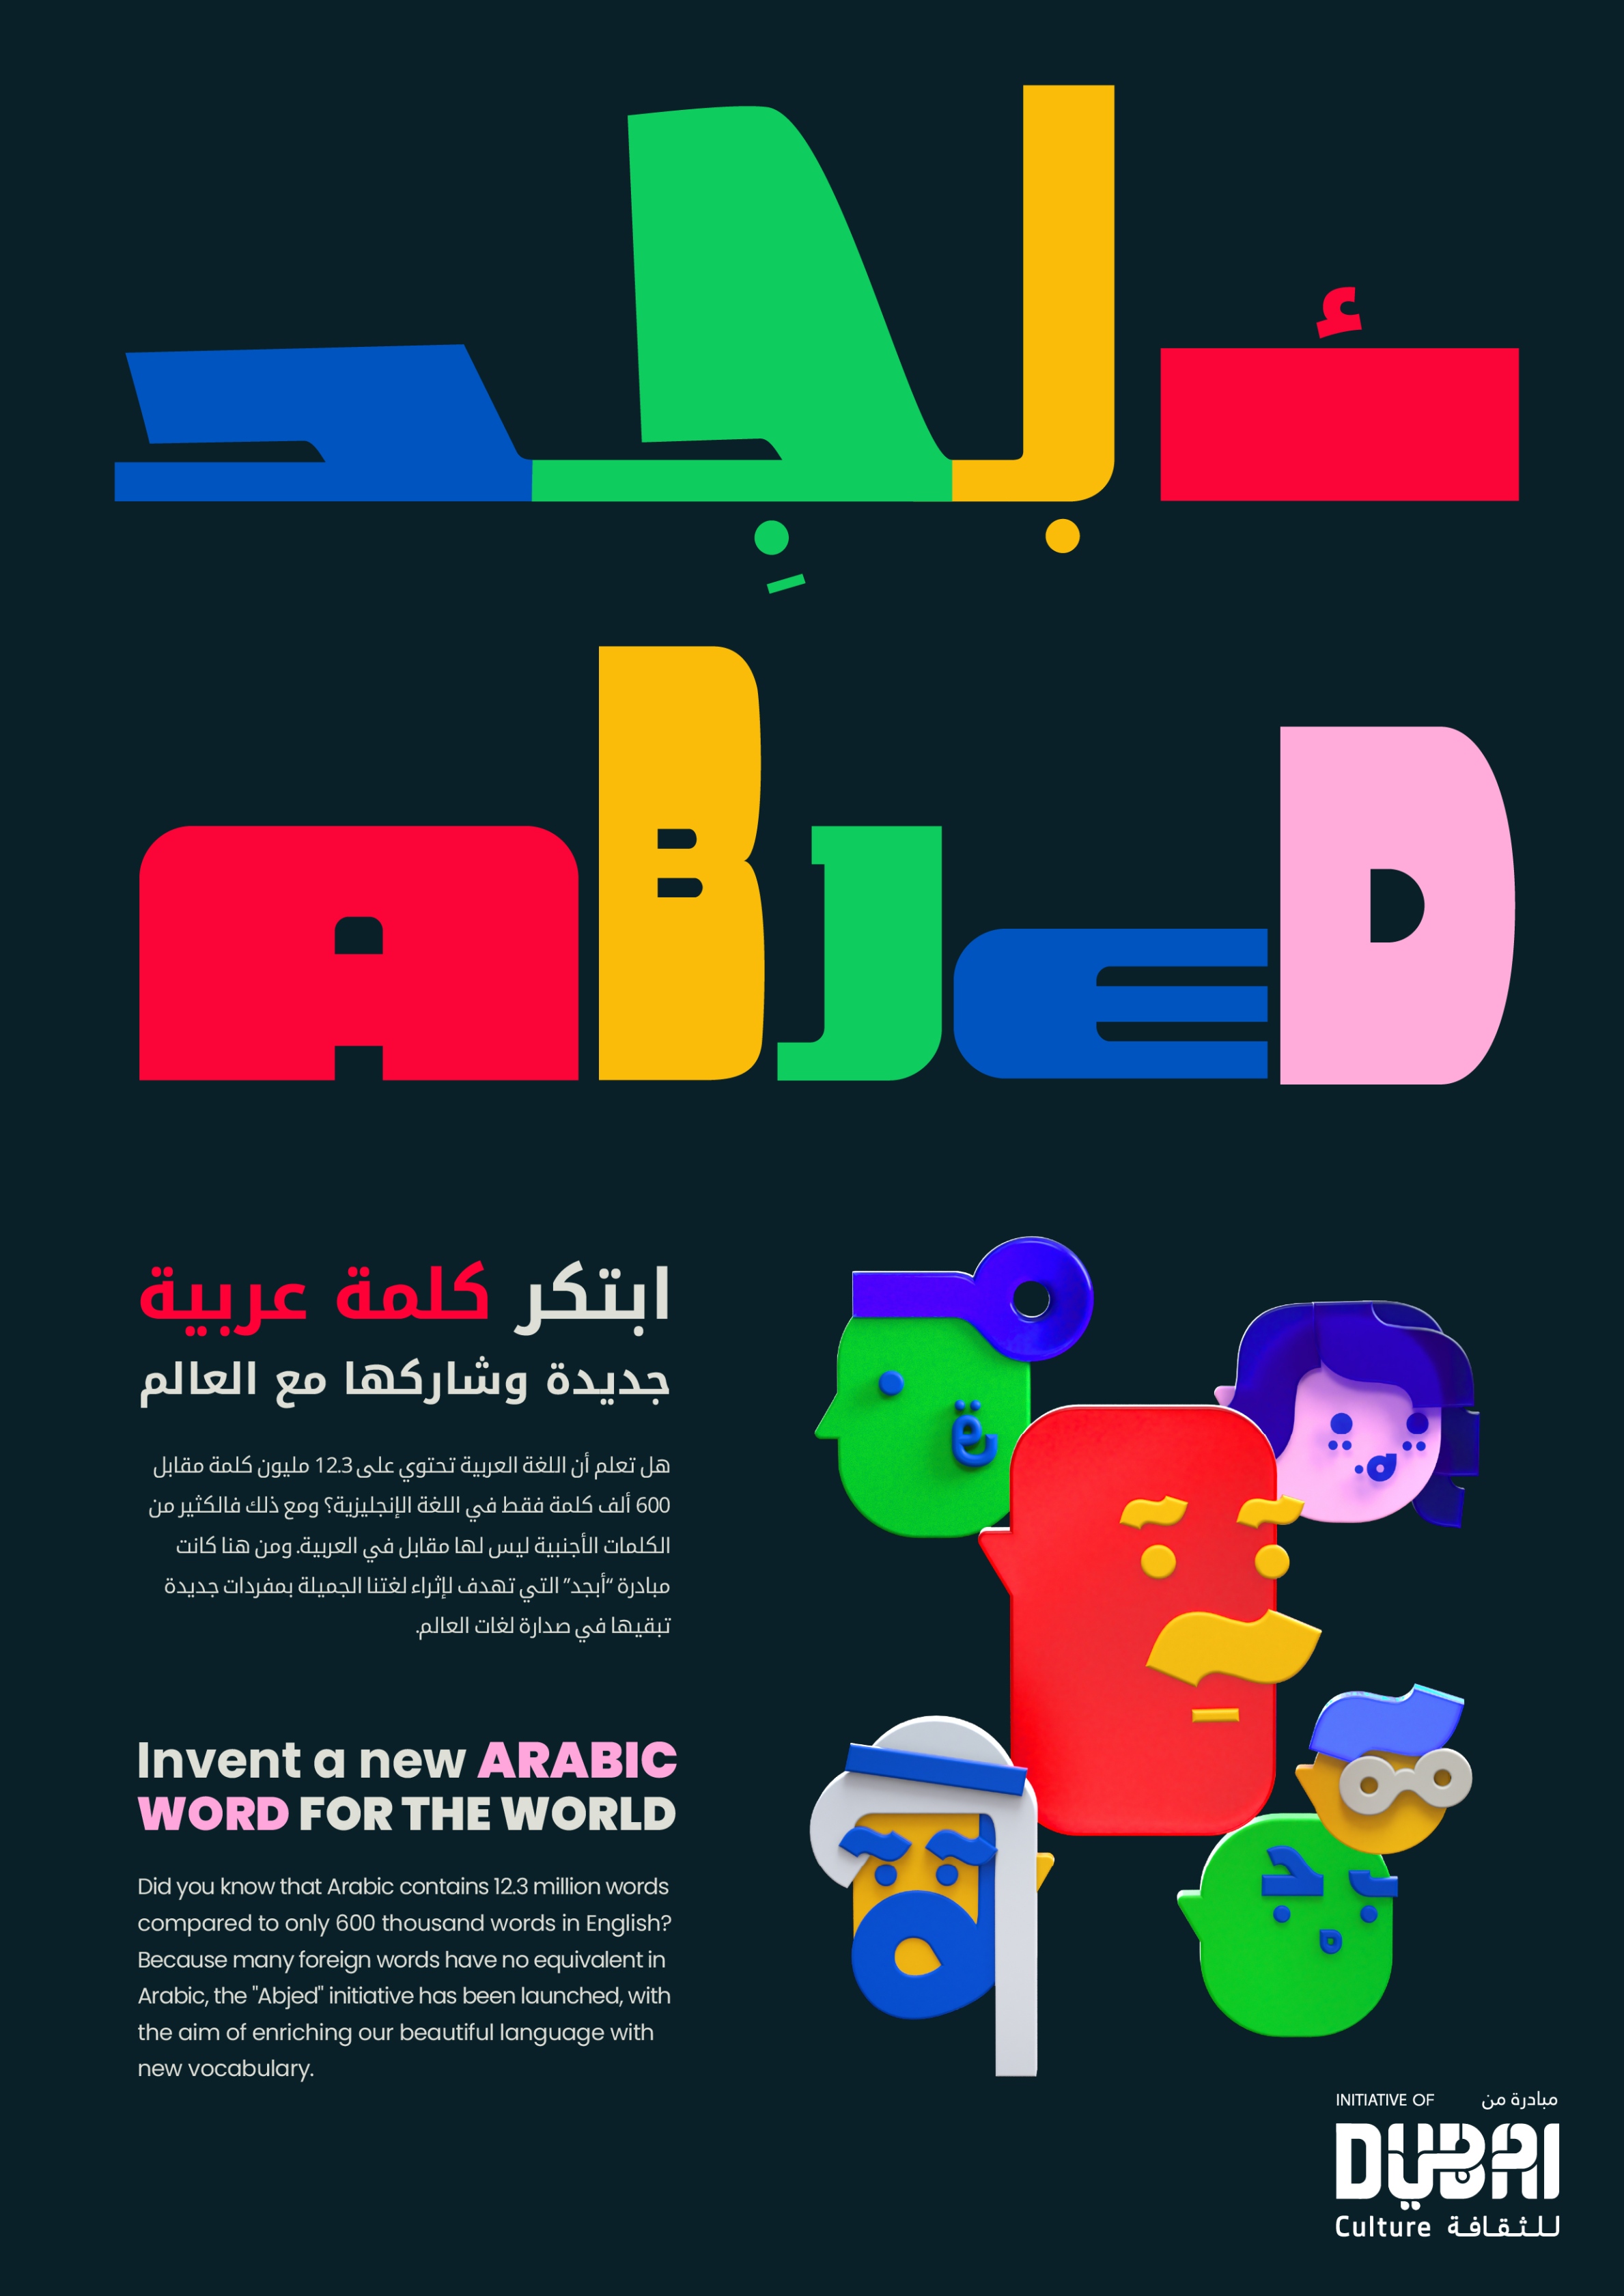 أبجد
ABJeD
ابتكر كلمة عربية
جديدة وشاركها مع العالم
هل تعلم أن اللغة العربية تحتوي على 12.3 مليون كلمة مقابل
600 ألف كلمة فقط في اللغة الإنجليزية؟ ومع ذلك فالكثير من
الكلمات الأجنبية ليس لها مقابل في العربية. ومن هنا كانت
مبادرة “أبجد” التي تهدف لإثراء لغتنا الجميلة بمفردات جديدة
تبقيها في صدارة لغات العالم.
Invent a new ARABIC
WORD FOR THE WORLD
Did you know that Arabic contains 12.3 million words
compared to only 600 thousand words in English?
Because many foreign words have no equivalent in
Arabic, the "Abjed" initiative has been launched, with
the aim of enriching our beautiful language with
new vocabulary.
INITIATIVE OF مبادرة من
DUBAI
Culture للثقافة